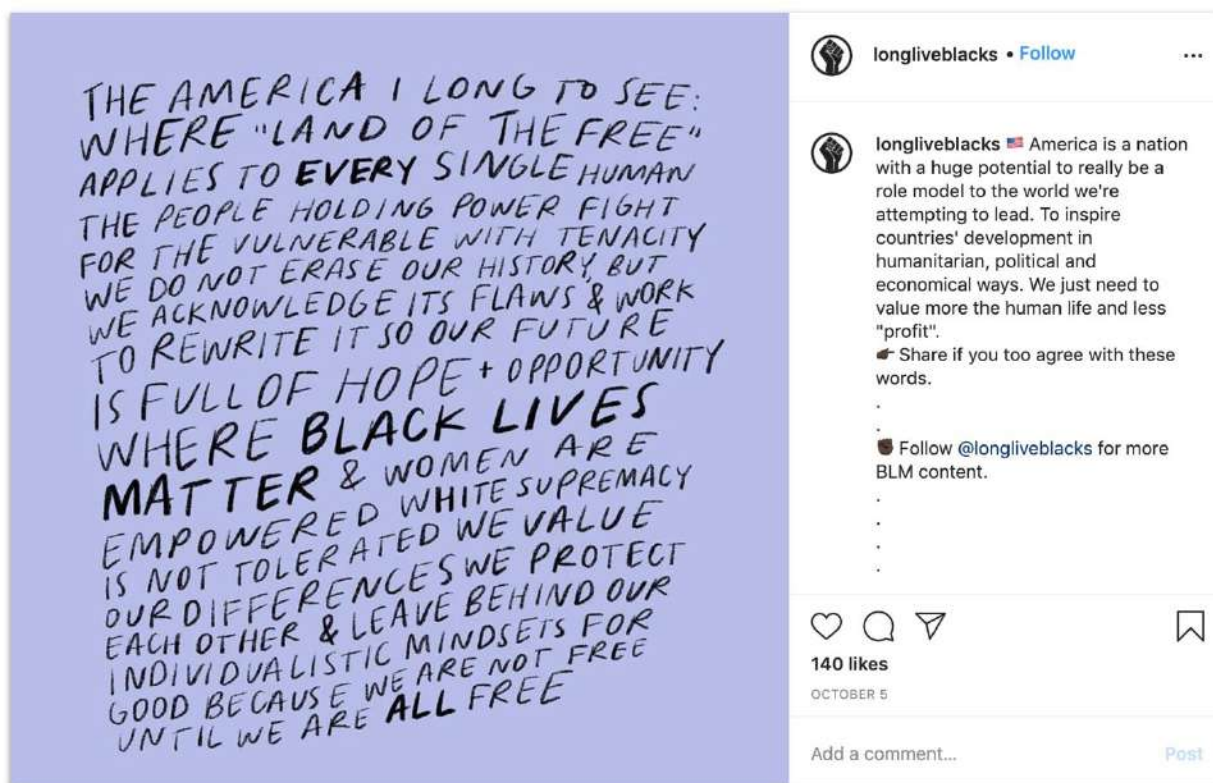 THE AMERICA I LONG TO SEE:
WHERE "LAND OF THE FREE"
APPLIES TO EVERY SINGLE HUMAN
THE PEOPLE HOLDING POWER FIGHT
FOR THE VULNERABLE WITH TENACITY
WE DO NOT ERASE OUR HISTORY, BUT
WE ACKNOWLEDGE ITS FLAWS & WORK
TO REWRITE IT SO OUR FUTURE
IS FULL OF HOPE + OPPORTUNITY
WHERE BLACK LIVES
MATTER & WOMEN ARE
EMPOWERED WHITE SUPREMACY
IS NOT TOLERATED WE VALUE
OUR DIFFERENCES WE PROTECT
EACH OTHER & LEAVE BEHIND OUR
INDIVIDUALISTIC MINDSETS FOR
GOOD BECAUSE WE ARE NOT FREE
UNTIL WE ARE ALL FREE
longliveblacks • Follow
...
longliveblacks 🇺🇸 America is a nation
with a huge potential to really be a
role model to the world we're
attempting to lead. To inspire
countries' development in
humanitarian, political and
economical ways. We just need to
value more the human life and less
"profit".
👉🏿 Share if you too agree with these
words.
.
.
✊🏿 Follow @longliveblacks for more
BLM content.
.
.
.
.
140 likes
OCTOBER 5
Add a comment...
Post